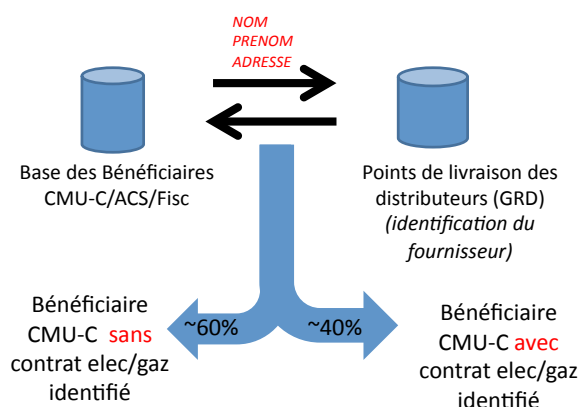 NOM
PRENOM
ADRESSE
Base des Bénéficiaires
CMU-C/ACS/Fisc
Points de livraison des
distributeurs (GRD)
(identification du
fournisseur)
Bénéficiaire
CMU-C sans
contrat elec/gaz
identifié
~60%
~40%
Bénéficiaire
CMU-C avec
contrat elec/gaz
identifié